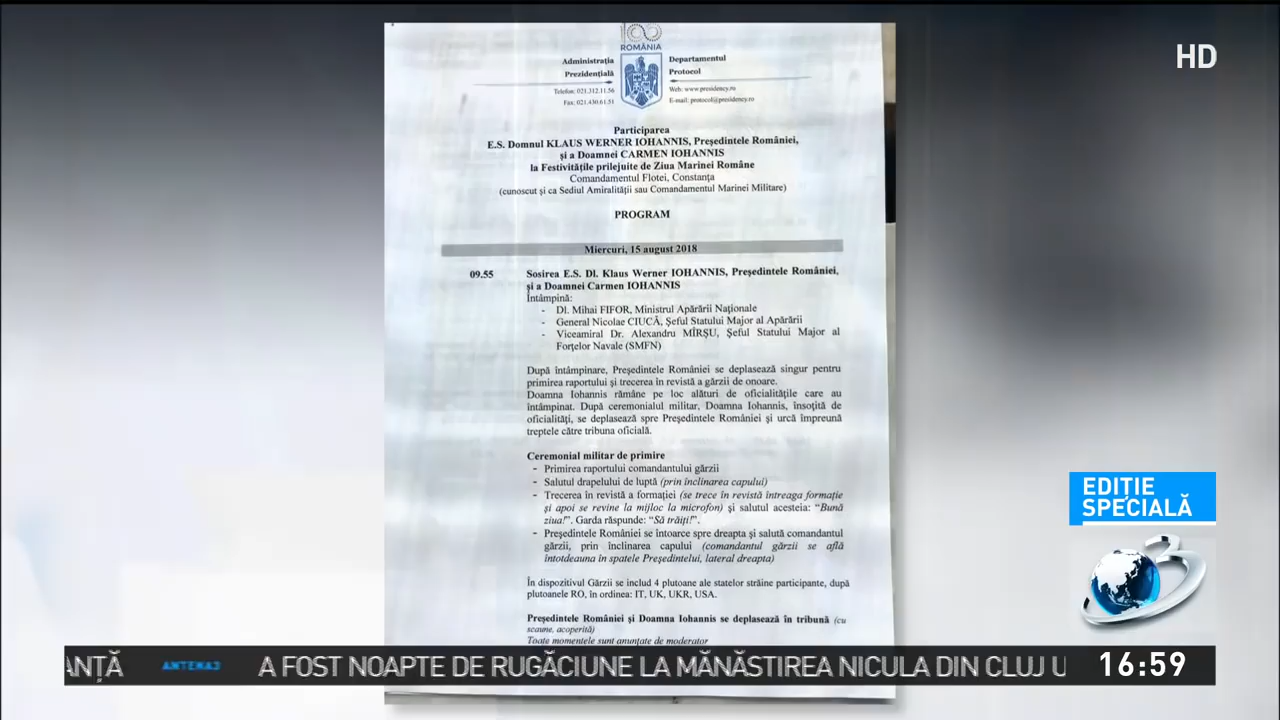 HD
100
ROMÂNIA
Administrația
Prezidențială
Telefon: 021.312.11.56
Fax: 021.430.61.51
Departamentul
Protocol
Web: www.presidency.ro
E-mail: protocol@presidency.ro
Participarea
E.S. Domnul KLAUS WERNER IOHANNIS, Președintele României,
și a Doamnei CARMEN IOHANNIS
la Festivitățile prilejuite de Ziua Marinei Române
Comandamentul Flotei, Constanța
(cunoscut și ca Sediul Amiralității sau Comandamentul Marinei Militare)
PROGRAM
Miercuri, 15 august 2018
09.55 Sosirea E.S. Dl. Klaus Werner IOHANNIS, Președintele României,
și a Doamnei Carmen IOHANNIS
Întâmpină:
- Dl. Mihai FIFOR, Ministrul Apărării Naționale
- General Nicolae CIUCĂ, Șeful Statului Major al Apărării
- Viceamiral Dr. Alexandru MÎRȘU, Șeful Statului Major al
Forțelor Navale (SMFN)
După întâmpinare, Președintele României se deplasează singur pentru
primirea raportului și trecerea în revistă a gărzii de onoare.
Doamna Iohannis rămâne pe loc alături de oficialitățile care au
întâmpinat. După ceremonialul militar, Doamna Iohannis, însoțită de
oficialități, se deplasează spre Președintele României și urcă împreună
treptele către tribuna oficială.
Ceremonial militar de primire
- Primirea raportului comandantului gărzii
- Salutul drapelului de luptă (prin înclinarea capului)
- Trecerea în revistă a formației (se trece în revistă întreaga formație
și apoi se revine la mijloc la microfon) și salutul acesteia: “Bună
ziua!”. Garda răspunde: “Să trăiți!”.
- Președintele României se întoarce spre dreapta și salută comandantul
gărzii, prin înclinarea capului (comandantul gărzii se află
întotdeauna în spatele Președintelui, lateral dreapta)
În dispozitivul Gărzii se includ 4 plutoane ale statelor străine participante, după
plutoanele RO, în ordinea: IT, UK, UKR, USA.
Președintele României și Doamna Iohannis se deplasează în tribună (cu
scaune, acoperită)
Toate momentele sunt anunțate de moderator
EDIȚIE
SPECIALĂ
3
ANȚĂ ANTENA3 A FOST NOAPTE DE RUGĂCIUNE LA MĂNĂSTIREA NICULA DIN CLUJ U
16:59